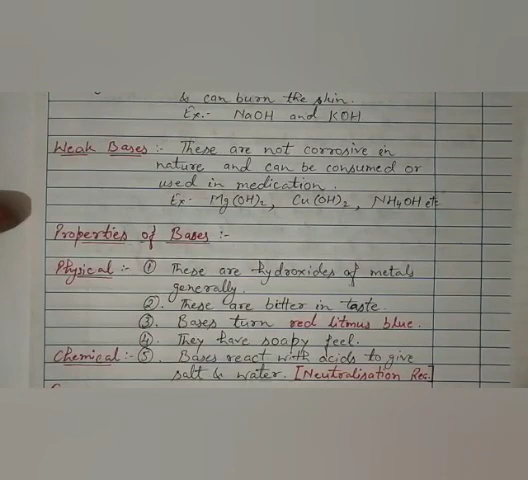 & can burn the skin.
Ex.- NaOH and KOH
Weak Bases :- These are not corrosive in
nature and can be consumed or
used in medication.
Ex- Mg(OH)2, Cu(OH)2, NH4OH etc
Properties of Bases :-
Physical :- ① These are hydroxides of metals
generally.
②. These are bitter in taste.
③. Bases turn red litmus blue.
④. They have soapy feel.
Chemical :- ⑤. Bases react with acids to give
salt & water. [Neutralisation Rec.]